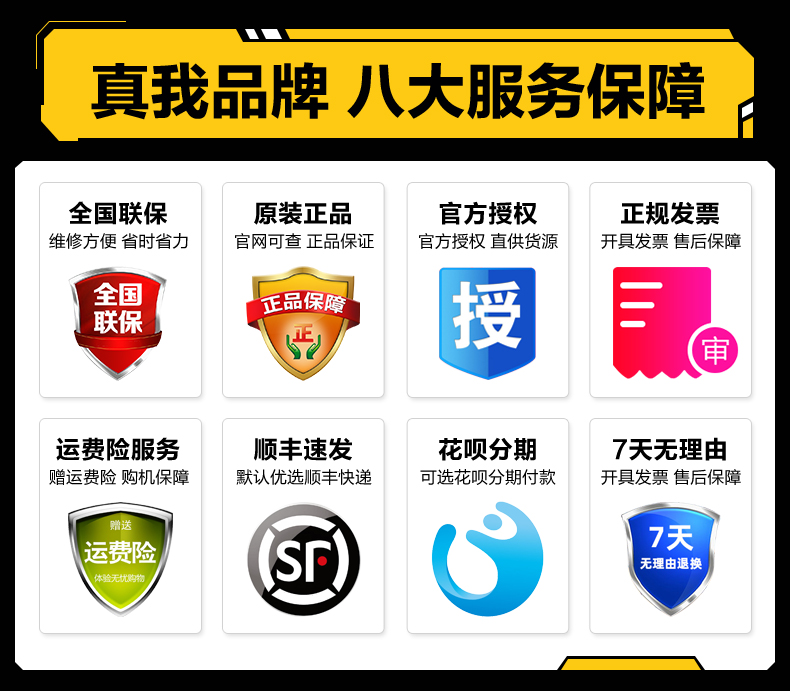 真我品牌 八大服务保障
全国联保
维修方便 省时省力
全国
联保
原装正品
官网可查 正品保证
正品保障
正
官方授权
官方授权 直供货源
授
正规发票
开具发票 售后保障
审
运费险服务
赠运费险 购机保障
赠送
运费险
体验无忧购物
顺丰速发
默认优选顺丰快递
SF
花呗分期
可选花呗分期付款
7天无理由
开具发票 售后保障
7天
无理由退换